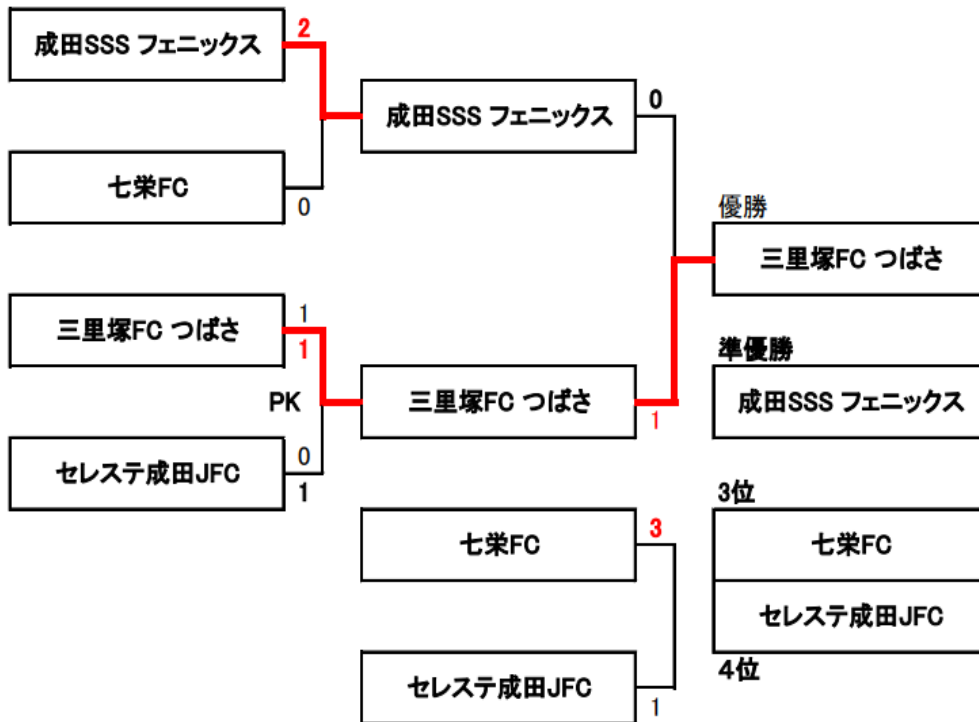 成田SSS フェニックス
2
成田SSS フェニックス
0
七栄FC
0
優勝
三里塚FC つばさ
三里塚FC つばさ
1
1
準優勝
成田SSS フェニックス
PK
三里塚FC つばさ
1
セレステ成田JFC
0
1
3位
七栄FC
3
七栄FC
セレステ成田JFC
4位
セレステ成田JFC
1